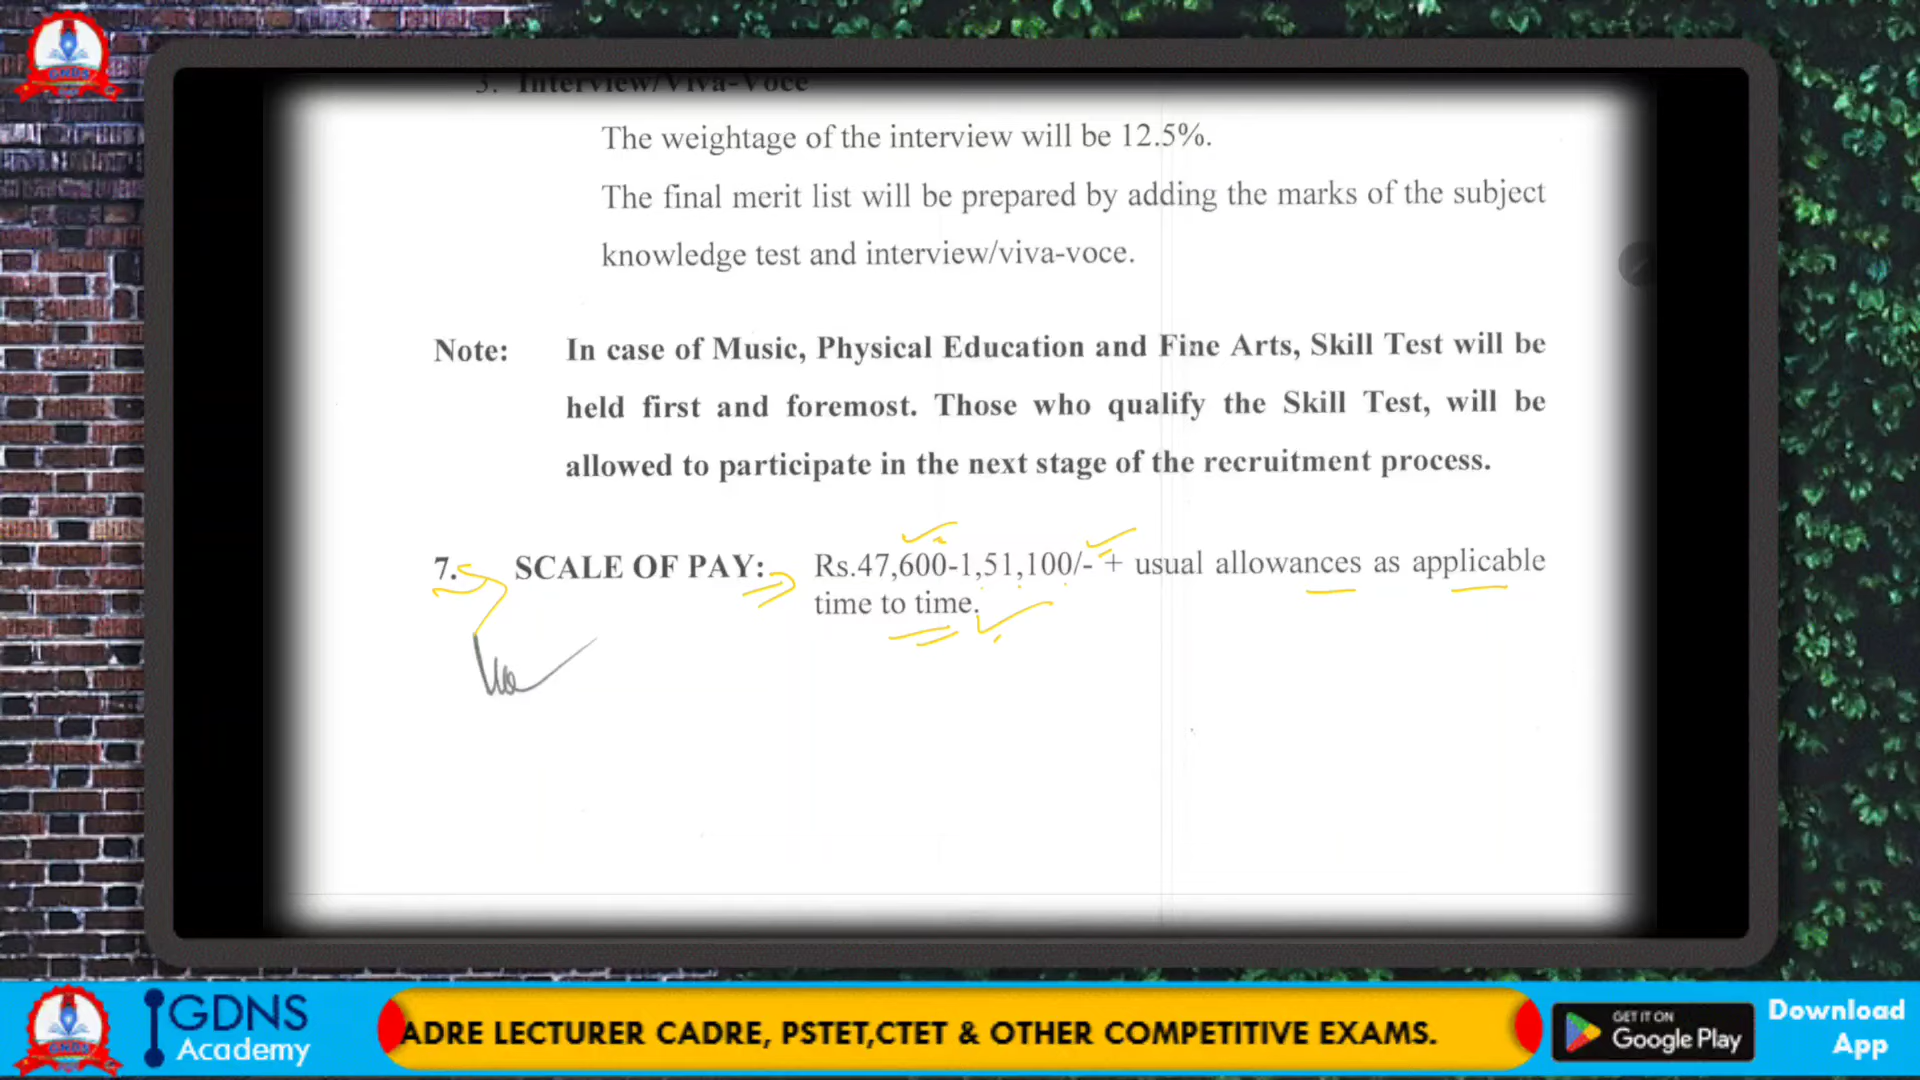 3. Interview/Viva-Voce
The weightage of the interview will be 12.5%.
The final merit list will be prepared by adding the marks of the subject
knowledge test and interview/viva-voce.
Note: In case of Music, Physical Education and Fine Arts, Skill Test will be
held first and foremost. Those who qualify the Skill Test, will be
allowed to participate in the next stage of the recruitment process.
7. SCALE OF PAY: Rs.47,600-1,51,100/- + usual allowances as applicable
time to time.
GDNS
Academy
ADRE LECTURER CADRE, PSTET,CTET & OTHER COMPETITIVE EXAMS.
GET IT ON
Google Play
Download
App